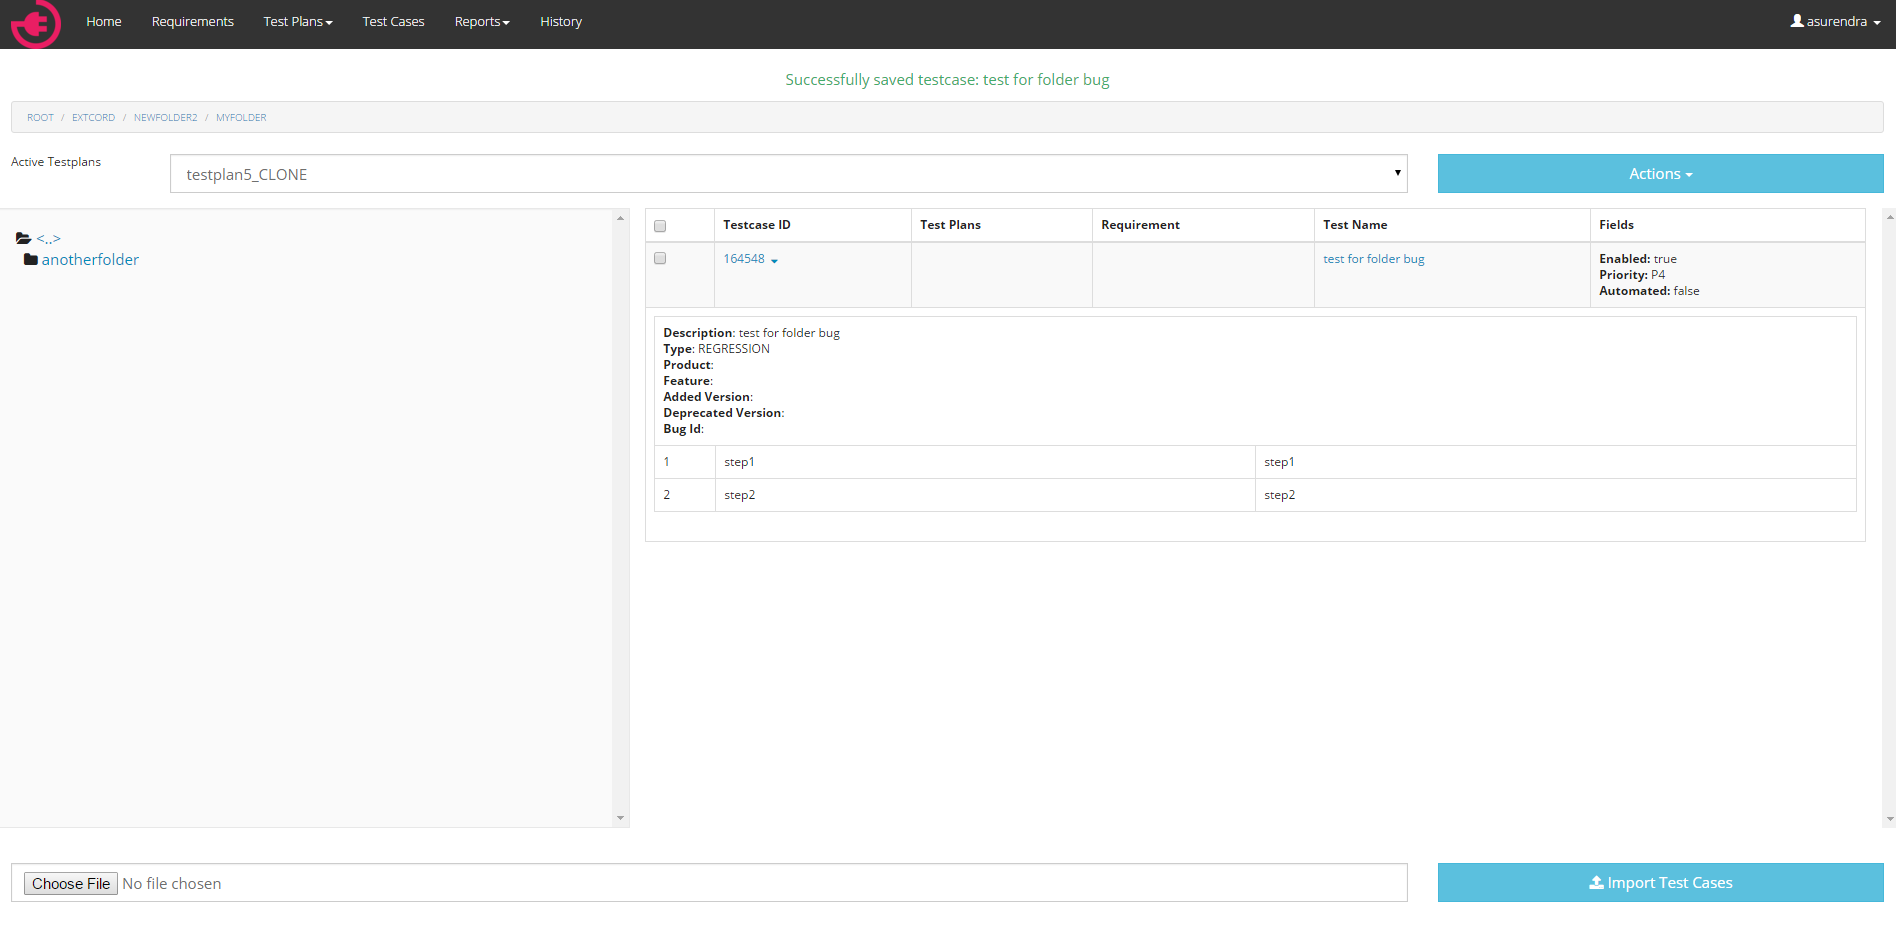 Home Requirements Test Plans Test Cases Reports History asurendra
Successfully saved testcase: test for folder bug
ROOT / EXTCORD / NEWFOLDER2 / MYFOLDER
Active Testplans
testplan5_CLONE
Actions
<..>
anotherfolder
Testcase ID Test Plans Requirement Test Name Fields
164548 test for folder bug Enabled: true
Priority: P4
Automated: false
Description: test for folder bug
Type: REGRESSION
Product:
Feature:
Added Version:
Deprecated Version:
Bug Id:
1 step1 step1
2 step2 step2
Choose File No file chosen
Import Test Cases